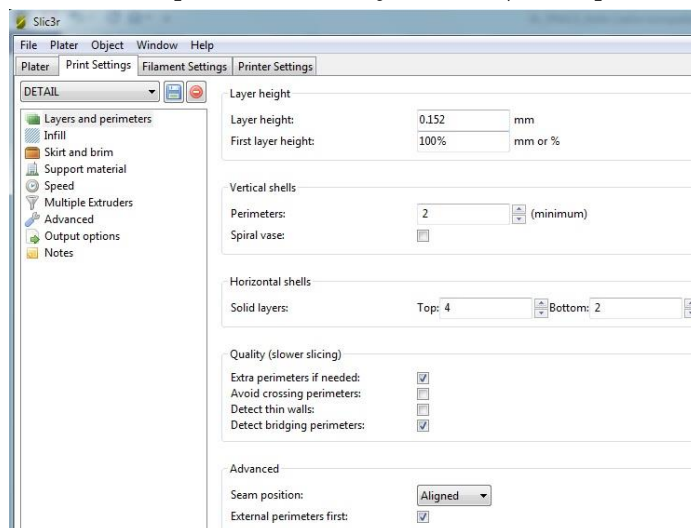 Slic3r
File Plater Object Window Help
Plater Print Settings Filament Settings Printer Settings
DETAIL
Layers and perimeters
Infill
Skirt and brim
Support material
Speed
Multiple Extruders
Advanced
Output options
Notes
Layer height
Layer height: 0.152 mm
First layer height: 100% mm or %
Vertical shells
Perimeters: 2 (minimum)
Spiral vase:
Horizontal shells
Solid layers: Top: 4 Bottom: 2
Quality (slower slicing)
Extra perimeters if needed:
Avoid crossing perimeters:
Detect thin walls:
Detect bridging perimeters:
Advanced
Seam position: Aligned
External perimeters first: